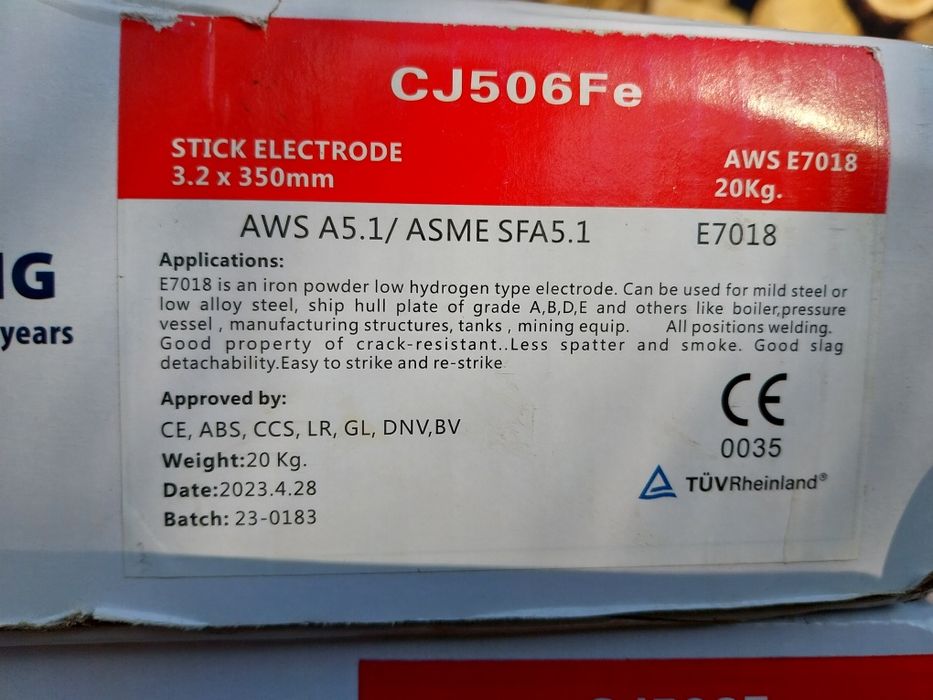 CJ506Fe
STICK ELECTRODE
3.2 x 350mm
AWS E7018
20Kg.
AWS A5.1/ ASME SFA5.1
E7018
Applications:
E7018 is an iron powder low hydrogen type electrode. Can be used for mild steel or
low alloy steel, ship hull plate of grade A,B,D,E and others like boiler,pressure
vessel , manufacturing structures, tanks , mining equip. All positions welding.
Good property of crack-resistant..Less spatter and smoke. Good slag
detachability.Easy to strike and re-strike
Approved by:
CE, ABS, CCS, LR, GL, DNV,BV
Weight:20 Kg.
Date:2023.4.28
Batch: 23-0183
CE
0035
TÜVRheinland®
years